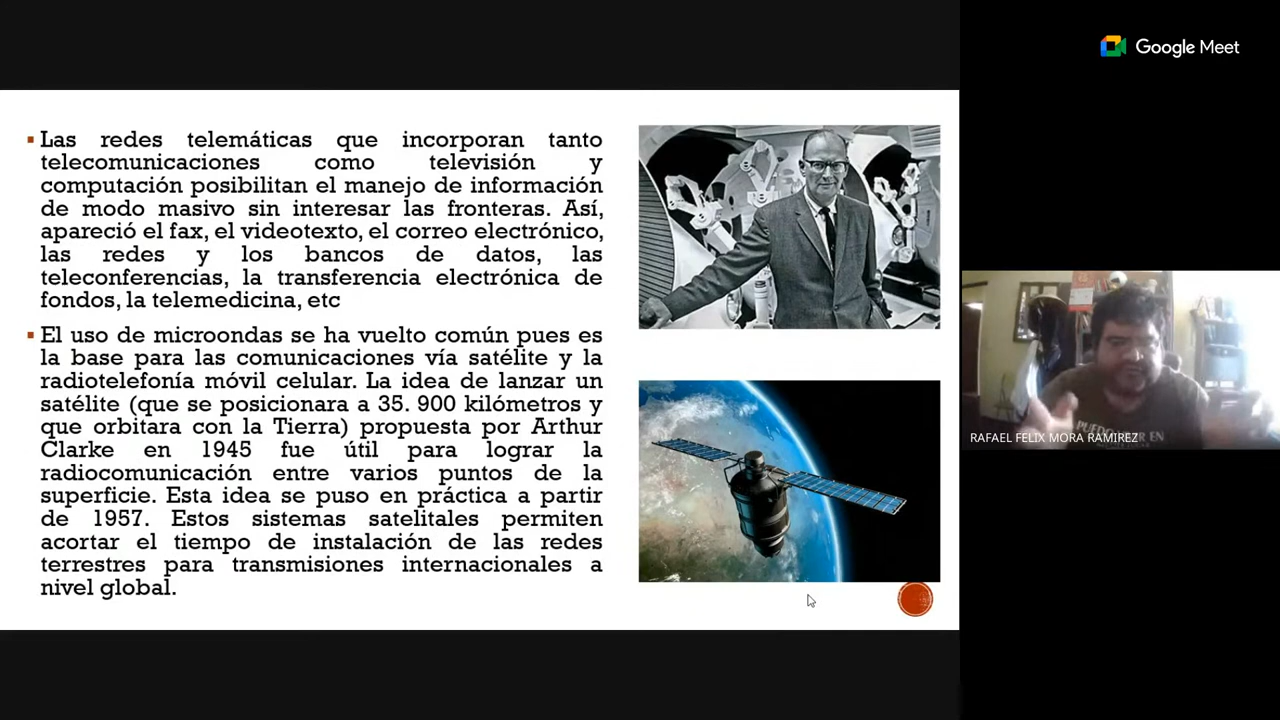 Google Meet
▪ Las redes telemáticas que incorporan tanto
telecomunicaciones como televisión y
computación posibilitan el manejo de información
de modo masivo sin interesar las fronteras. Así,
apareció el fax, el videotexto, el correo electrónico,
las redes y los bancos de datos, las
teleconferencias, la transferencia electrónica de
fondos, la telemedicina, etc
▪ El uso de microondas se ha vuelto común pues es
la base para las comunicaciones vía satélite y la
radiotelefonía móvil celular. La idea de lanzar un
satélite (que se posicionara a 35. 900 kilómetros y
que orbitara con la Tierra) propuesta por Arthur
Clarke en 1945 fue útil para lograr la
radiocomunicación entre varios puntos de la
superficie. Esta idea se puso en práctica a partir
de 1957. Estos sistemas satelitales permiten
acortar el tiempo de instalación de las redes
terrestres para transmisiones internacionales a
nivel global.
RAFAEL FELIX MORA RAMIREZ